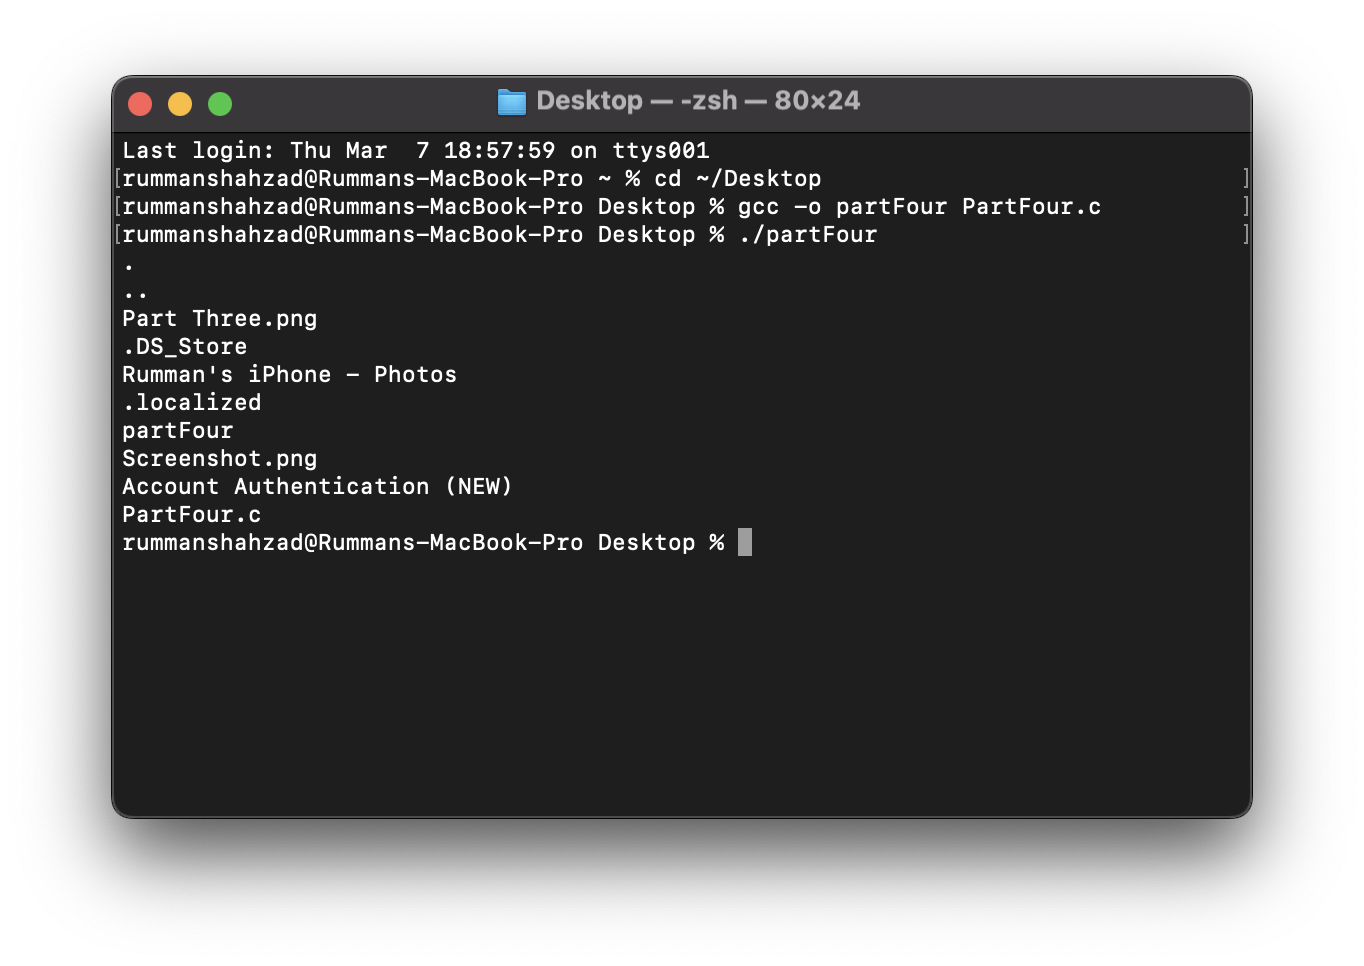 Desktop — -zsh — 80×24
Last login: Thu Mar  7 18:57:59 on ttys001
[rummanshahzad@Rummans-MacBook-Pro ~ % cd ~/Desktop ]
[rummanshahzad@Rummans-MacBook-Pro Desktop % gcc -o partFour PartFour.c ]
[rummanshahzad@Rummans-MacBook-Pro Desktop % ./partFour ]
.
..
Part Three.png
.DS_Store
Rumman's iPhone - Photos
.localized
partFour
Screenshot.png
Account Authentication (NEW)
PartFour.c
rummanshahzad@Rummans-MacBook-Pro Desktop %